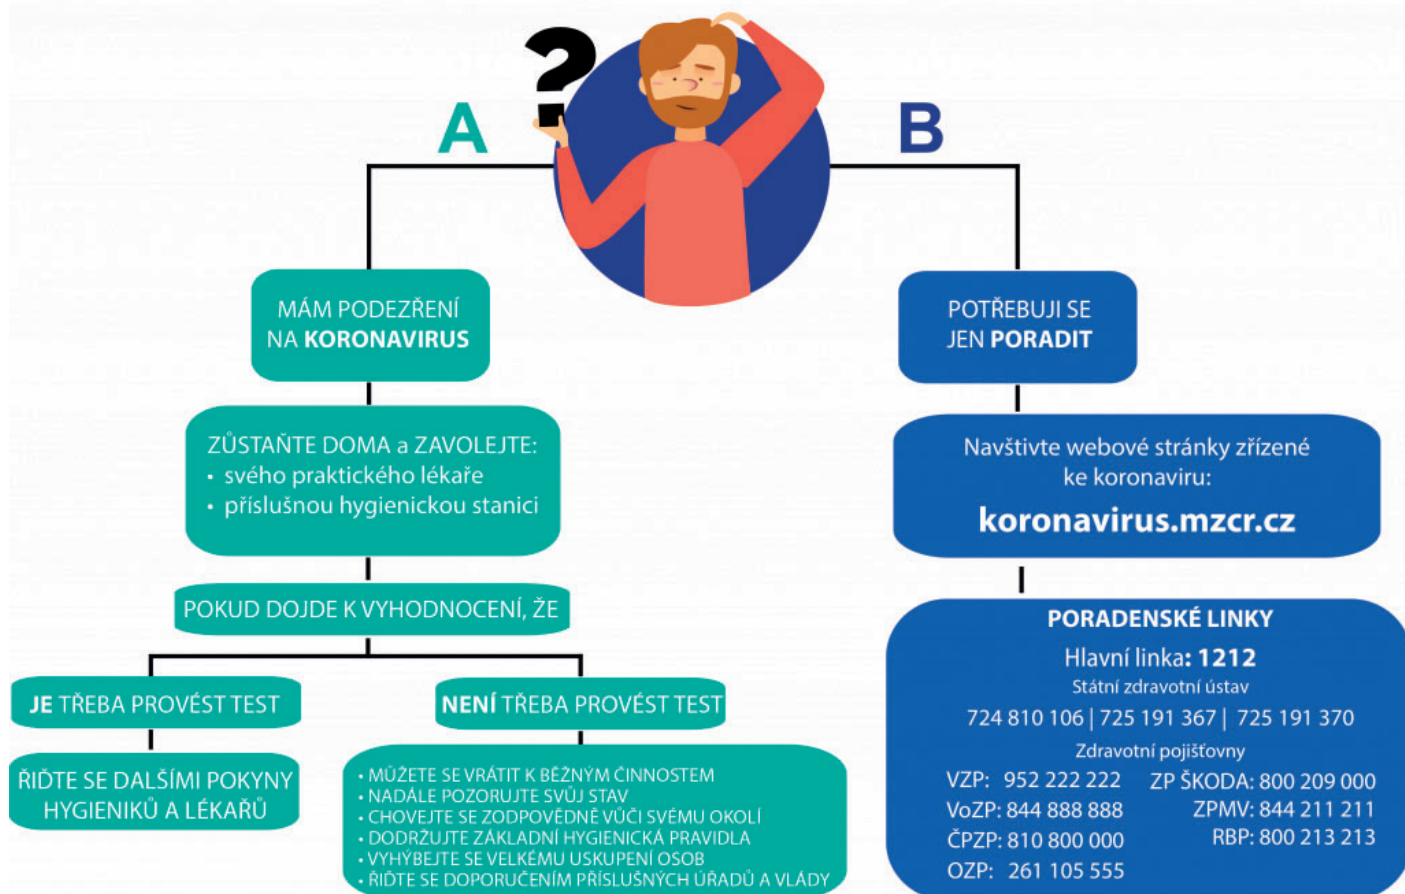 ?
A
B
MÁM PODEZŘENÍ
NA KORONAVIRUS
ZŮSTAŇTE DOMA a ZAVOLEJTE:
• svého praktického lékaře
• příslušnou hygienickou stanici
POKUD DOJDE K VYHODNOCENÍ, ŽE
JE TŘEBA PROVÉST TEST
ŘIĎTE SE DALŠÍMI POKYNY
HYGIENIKŮ A LÉKAŘŮ
NENÍ TŘEBA PROVÉST TEST
• MŮŽETE SE VRÁTIT K BĚŽNÝM ČINNOSTEM
• NADÁLE POZORUJTE SVŮJ STAV
• CHOVEJTE SE ZODPOVĚDNĚ VŮČI SVÉMU OKOLÍ
• DODRŽUJTE ZÁKLADNÍ HYGIENICKÁ PRAVIDLA
• VYHÝBEJTE SE VELKÉMU USKUPENÍ OSOB
• ŘIĎTE SE DOPORUČENÍM PŘÍSLUŠNÝCH ÚŘADŮ A VLÁDY
POTŘEBUJI SE
JEN PORADIT
Navštivte webové stránky zřízené
ke koronaviru:
koronavirus.mzcr.cz
PORADENSKÉ LINKY
Hlavní linka: 1212
Státní zdravotní ústav
724 810 106 | 725 191 367 | 725 191 370
Zdravotní pojišťovny
VZP: 952 222 222 ZP ŠKODA: 800 209 000
VoZP: 844 888 888 ZPMV: 844 211 211
ČPZP: 810 800 000 RBP: 800 213 213
OZP: 261 105 555